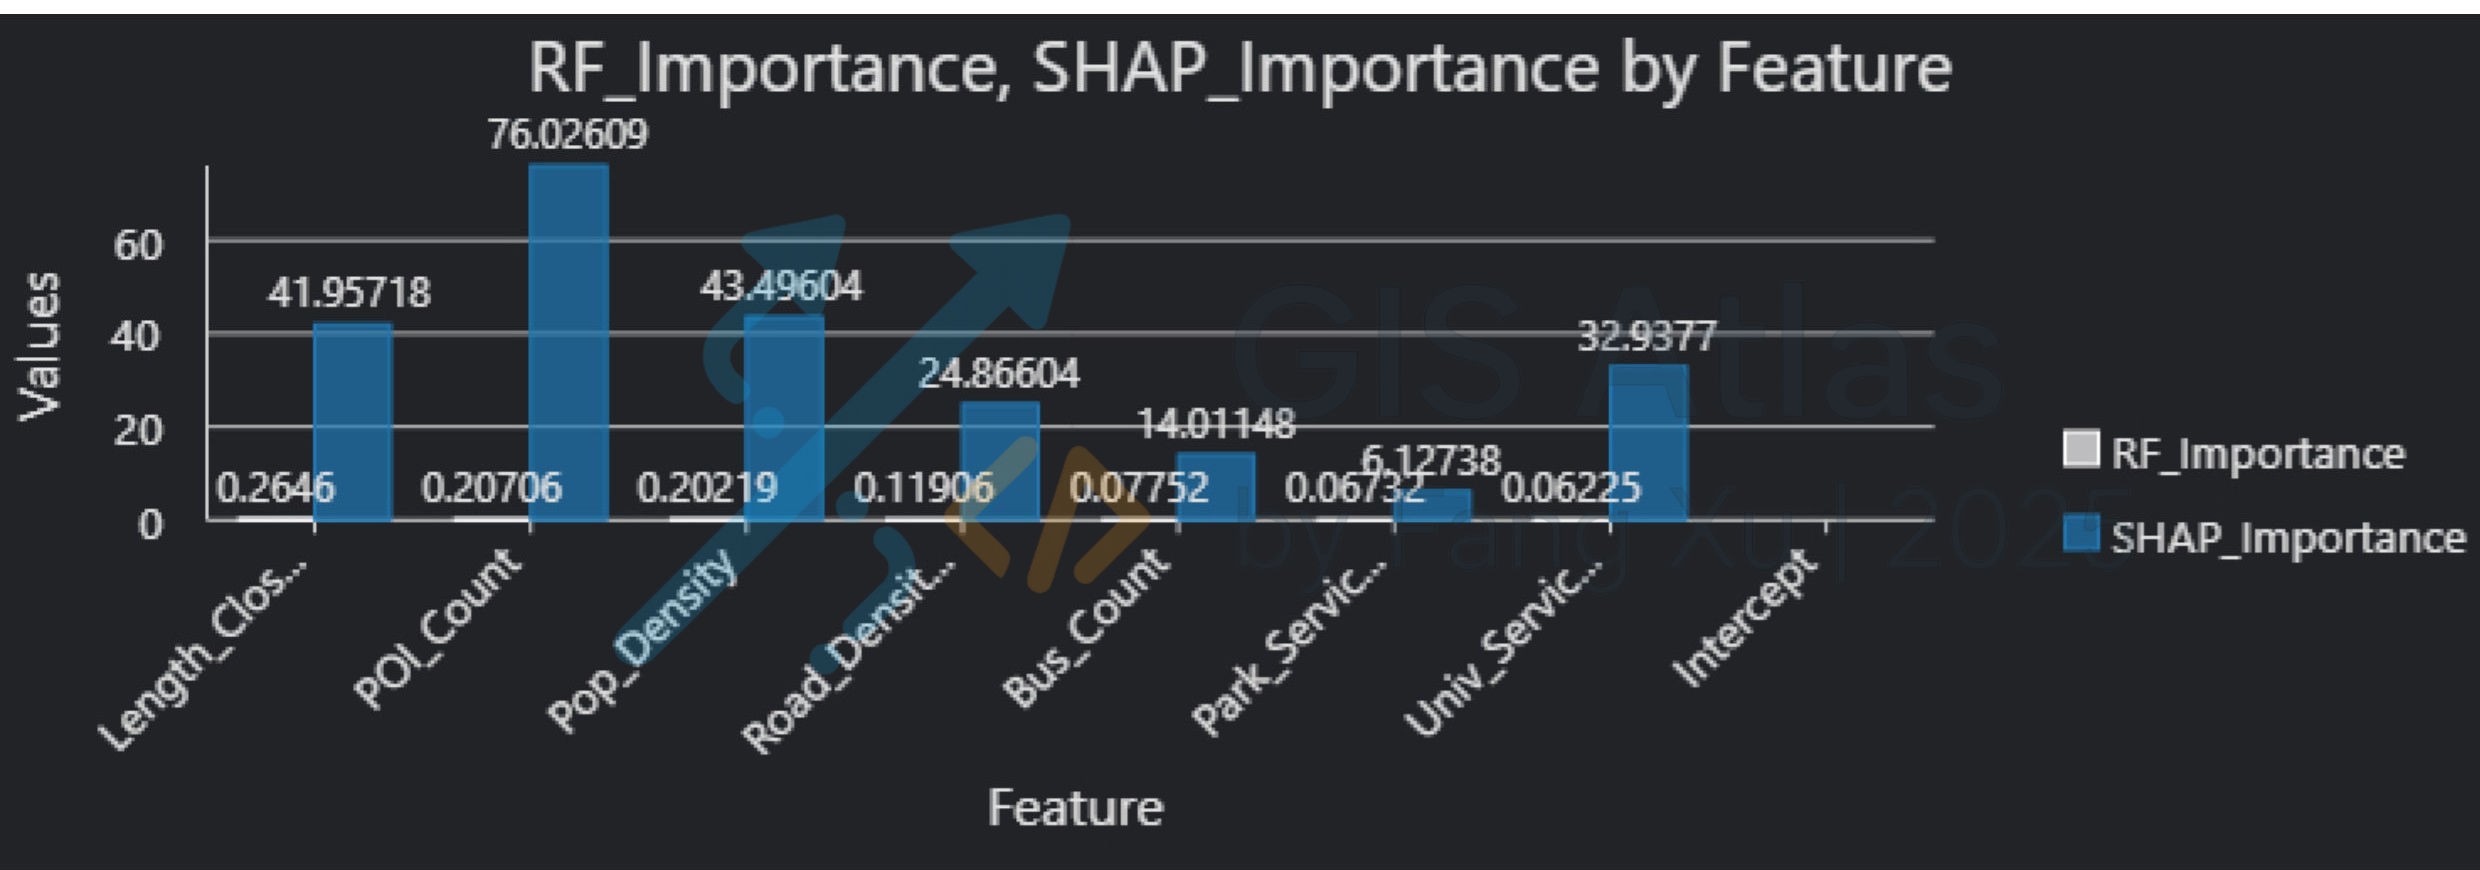 RF_Importance, SHAP_Importance by Feature
76.02609
60
41.95718
43.49604
Values
40
32.9377
24.86604
20
14.01148
6.12738
0.2646
0.20706
0.20219
0.11906
0.07752
0.06732
0.06225
0
RF_Importance
SHAP_Importance
Length_Clos...
POI_Count
Pop_Density
Road_Densit...
Bus_Count
Park_Servic...
Univ_Servic...
Intercept
Feature
GIS Atlas
by Fang Xu | 2025